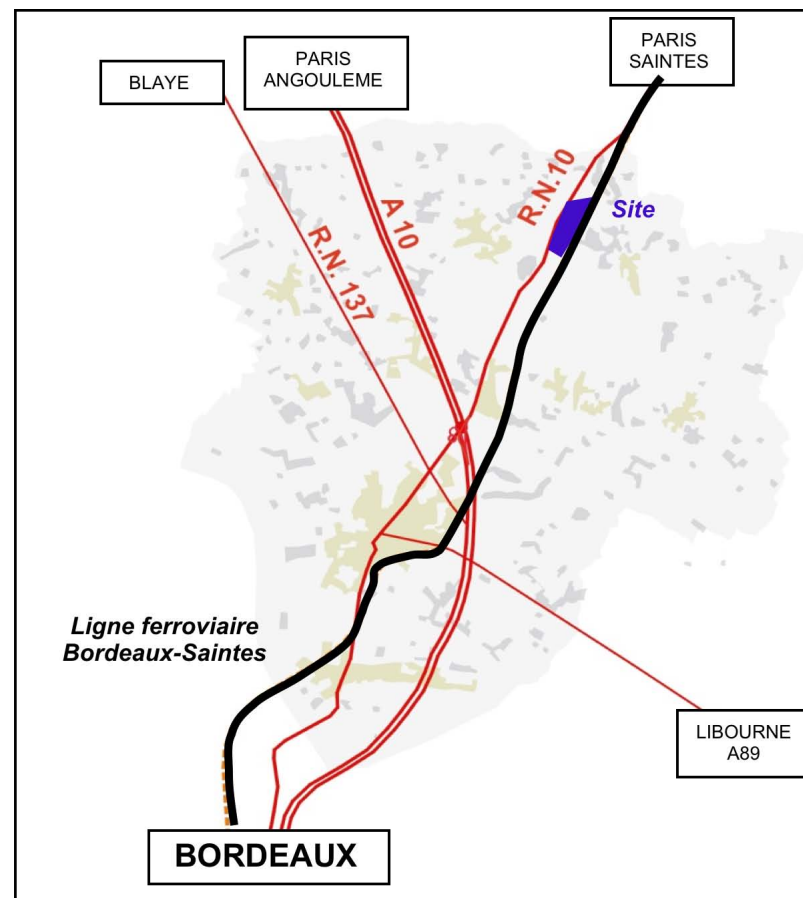 PARIS
SAINTES
PARIS
ANGOULEME
BLAYE
R.N.10
A 10
Site
R.N. 137
Ligne ferroviaire
Bordeaux-Saintes
LIBOURNE
A89
BORDEAUX